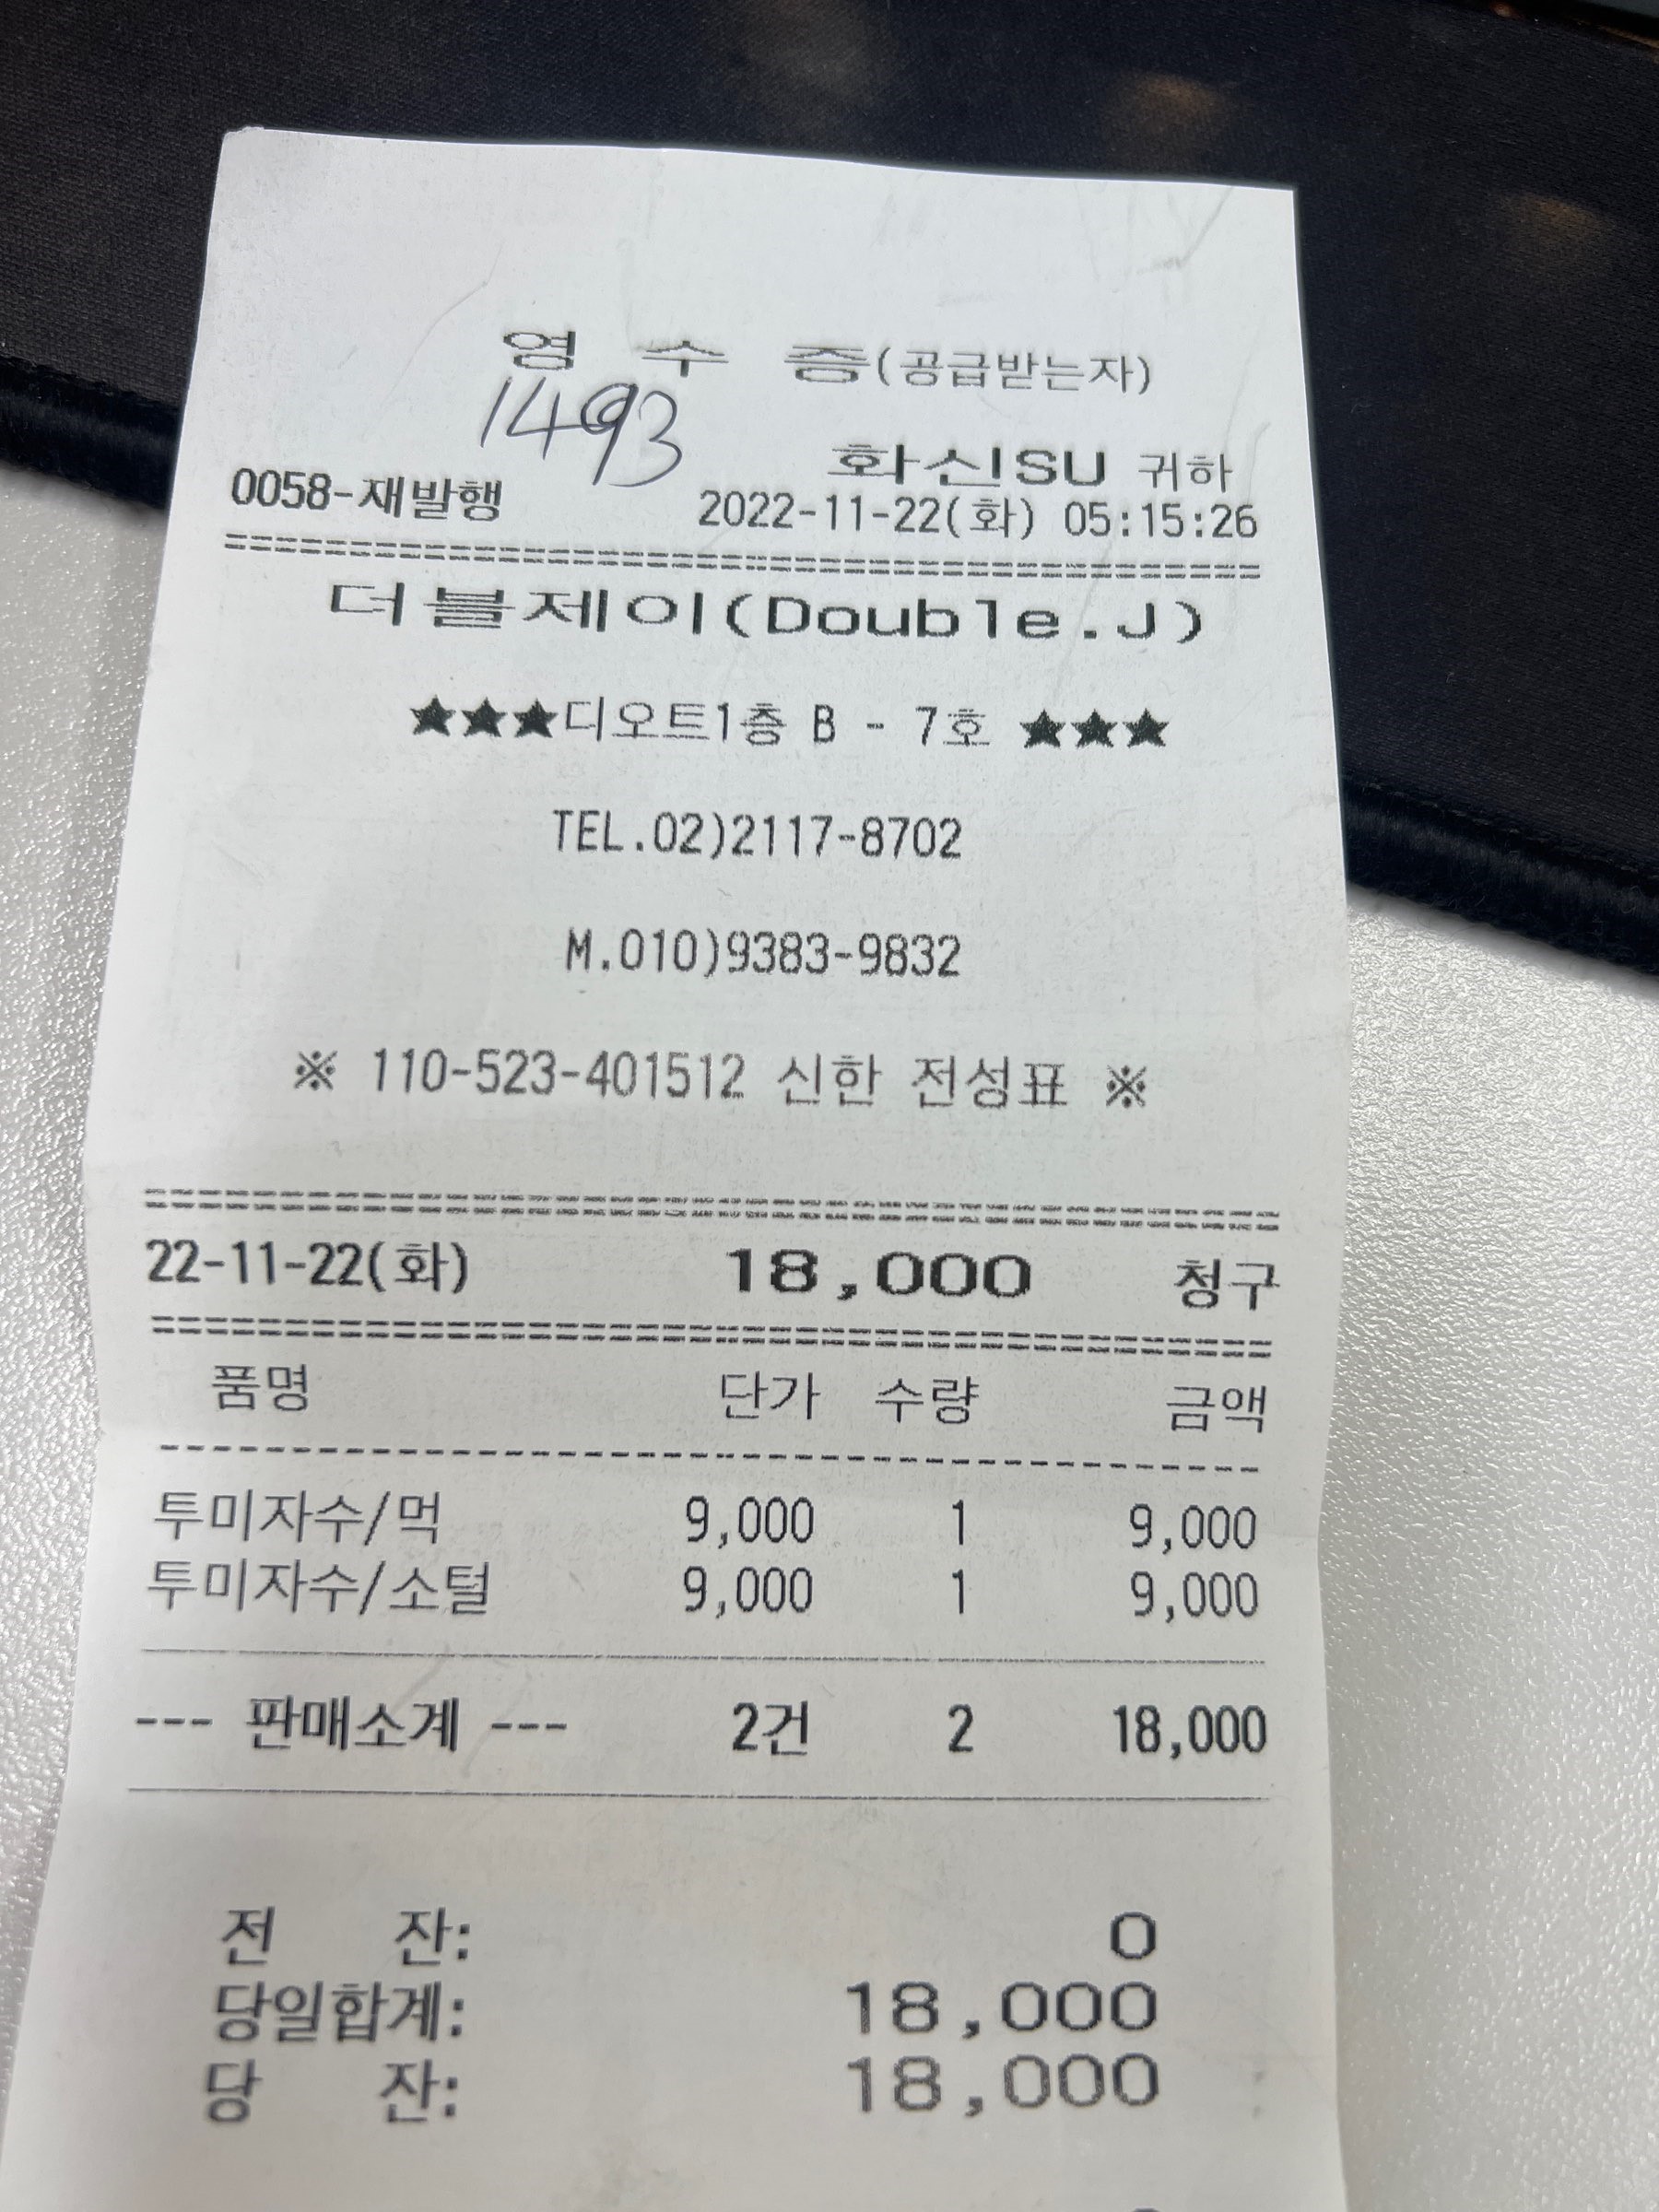 영 수 증(공급받는자)
1493
화신SU 귀하
0058-재발행 2022-11-22(화) 05:15:26
더블제이(Double.J)
★★★디오트1층 B - 7호 ★★★
TEL.02)2117-8702
M.010)9383-9832
※ 110-523-401512 신한 전성표 ※
22-11-22(화) 18,000 청구
품명 단가 수량 금액
투미자수/먹 9,000 1 9,000
투미자수/소털 9,000 1 9,000
--- 판매소계 --- 2건 2 18,000
전 잔: 0
당일합계: 18,000
당 잔: 18,000